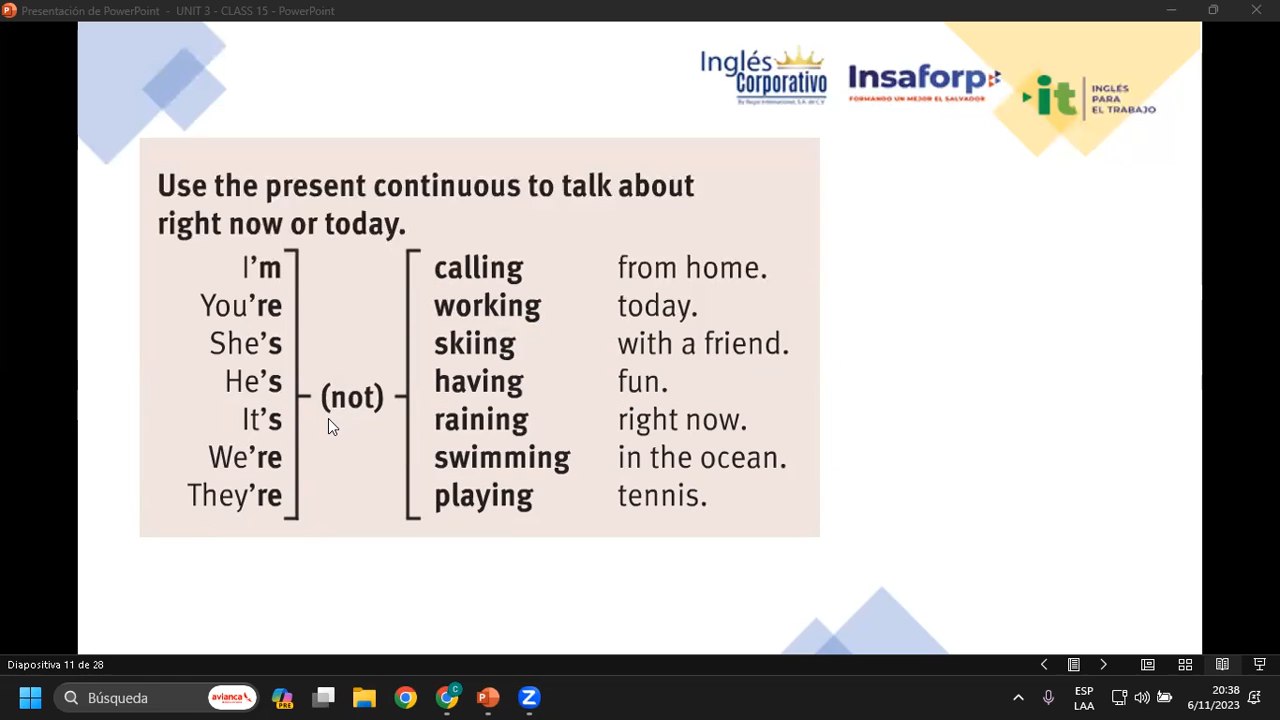 Presentación de PowerPoint - UNIT 3 - CLASS 15 - PowerPoint
Inglés
Corporativo
Insaforp
FORMANDO UN MEJOR EL SALVADOR
it
INGLÉS
PARA
EL TRABAJO
Use the present continuous to talk about
right now or today.
I'm calling from home.
You're working today.
She's skiing with a friend.
He's having fun.
(not)
It's raining right now.
We're swimming in the ocean.
They're playing tennis.
Diapositiva 11 de 28
Búsqueda
avianca
PRE
C
P
Z
ESP
LAA
20:38
6/11/2023